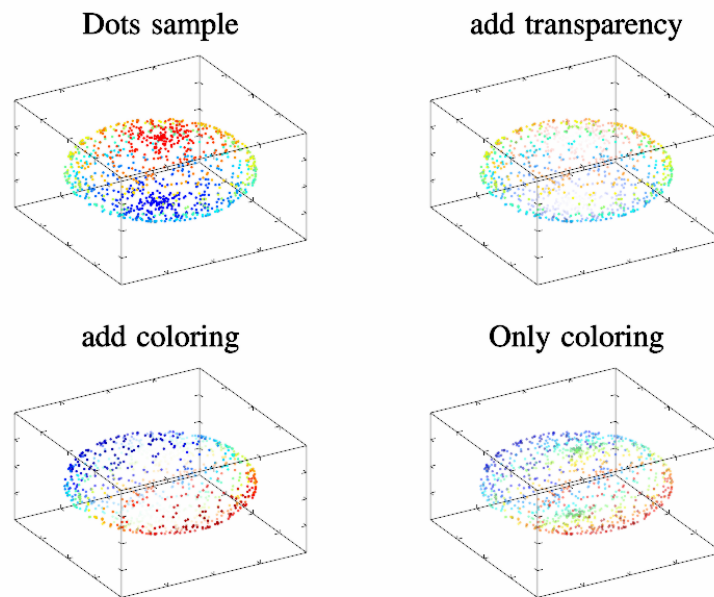 Dots sample
add transparency
add coloring
Only coloring